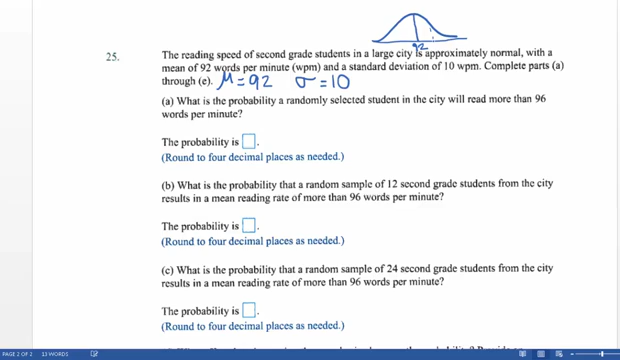 92
25.
The reading speed of second grade students in a large city is approximately normal, with a
mean of 92 words per minute (wpm) and a standard deviation of 10 wpm. Complete parts (a)
through (e). μ=92 σ=10
(a) What is the probability a randomly selected student in the city will read more than 96
words per minute?
The probability is
(Round to four decimal places as needed.)
(b) What is the probability that a random sample of 12 second grade students from the city
results in a mean reading rate of more than 96 words per minute?
The probability is .
(Round to four decimal places as needed.)
(c) What is the probability that a random sample of 24 second grade students from the city
results in a mean reading rate of more than 96 words per minute?
The probability is .
(Round to four decimal places as needed.)
PAGE 2 OF 2 13 WORDS